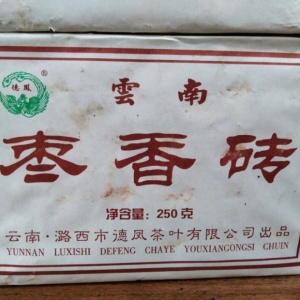 德鳳
®
雲南
枣香砖
净含量：250克
云南·潞西市德凤茶叶有限公司出品
YUNNAN LUXISHI DEFENG CHAYE YOUXIANGONGSI CHUIN